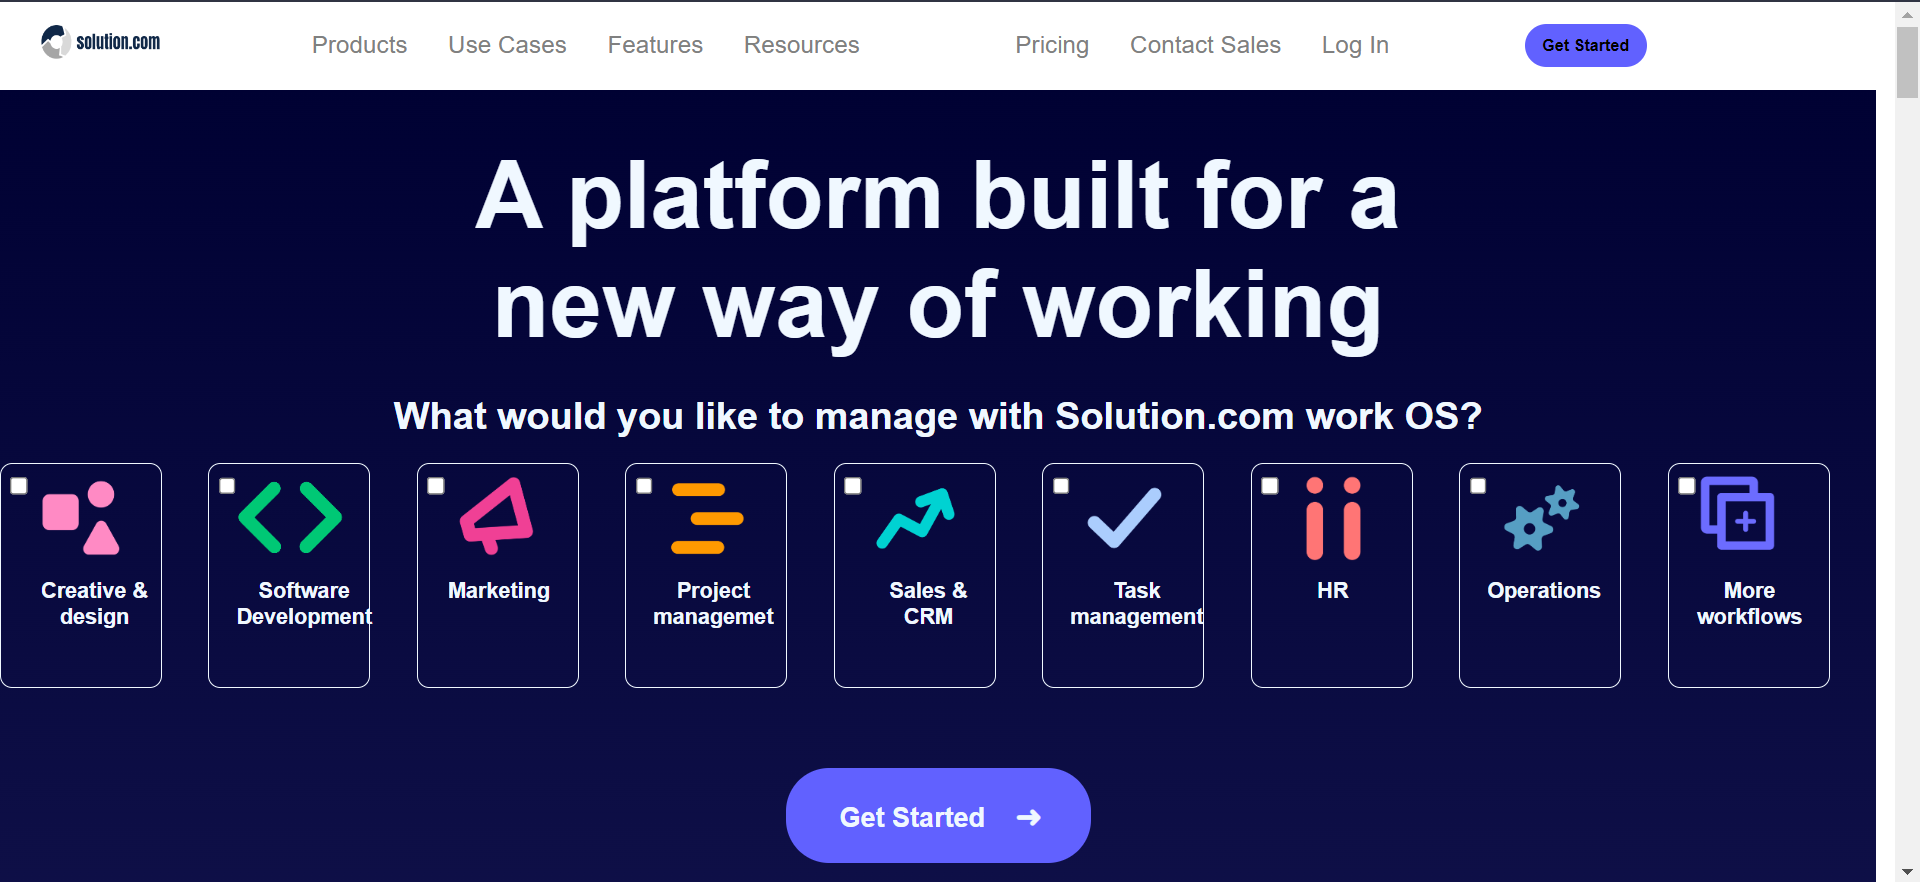 solution.com Products Use Cases Features Resources Pricing Contact Sales Log In Get Started
A platform built for a
new way of working
What would you like to manage with Solution.com work OS?
Creative &
design
Software
Development
Marketing
Project
managemet
Sales &
CRM
Task
management
HR
Operations
More
workflows
Get Started ➜